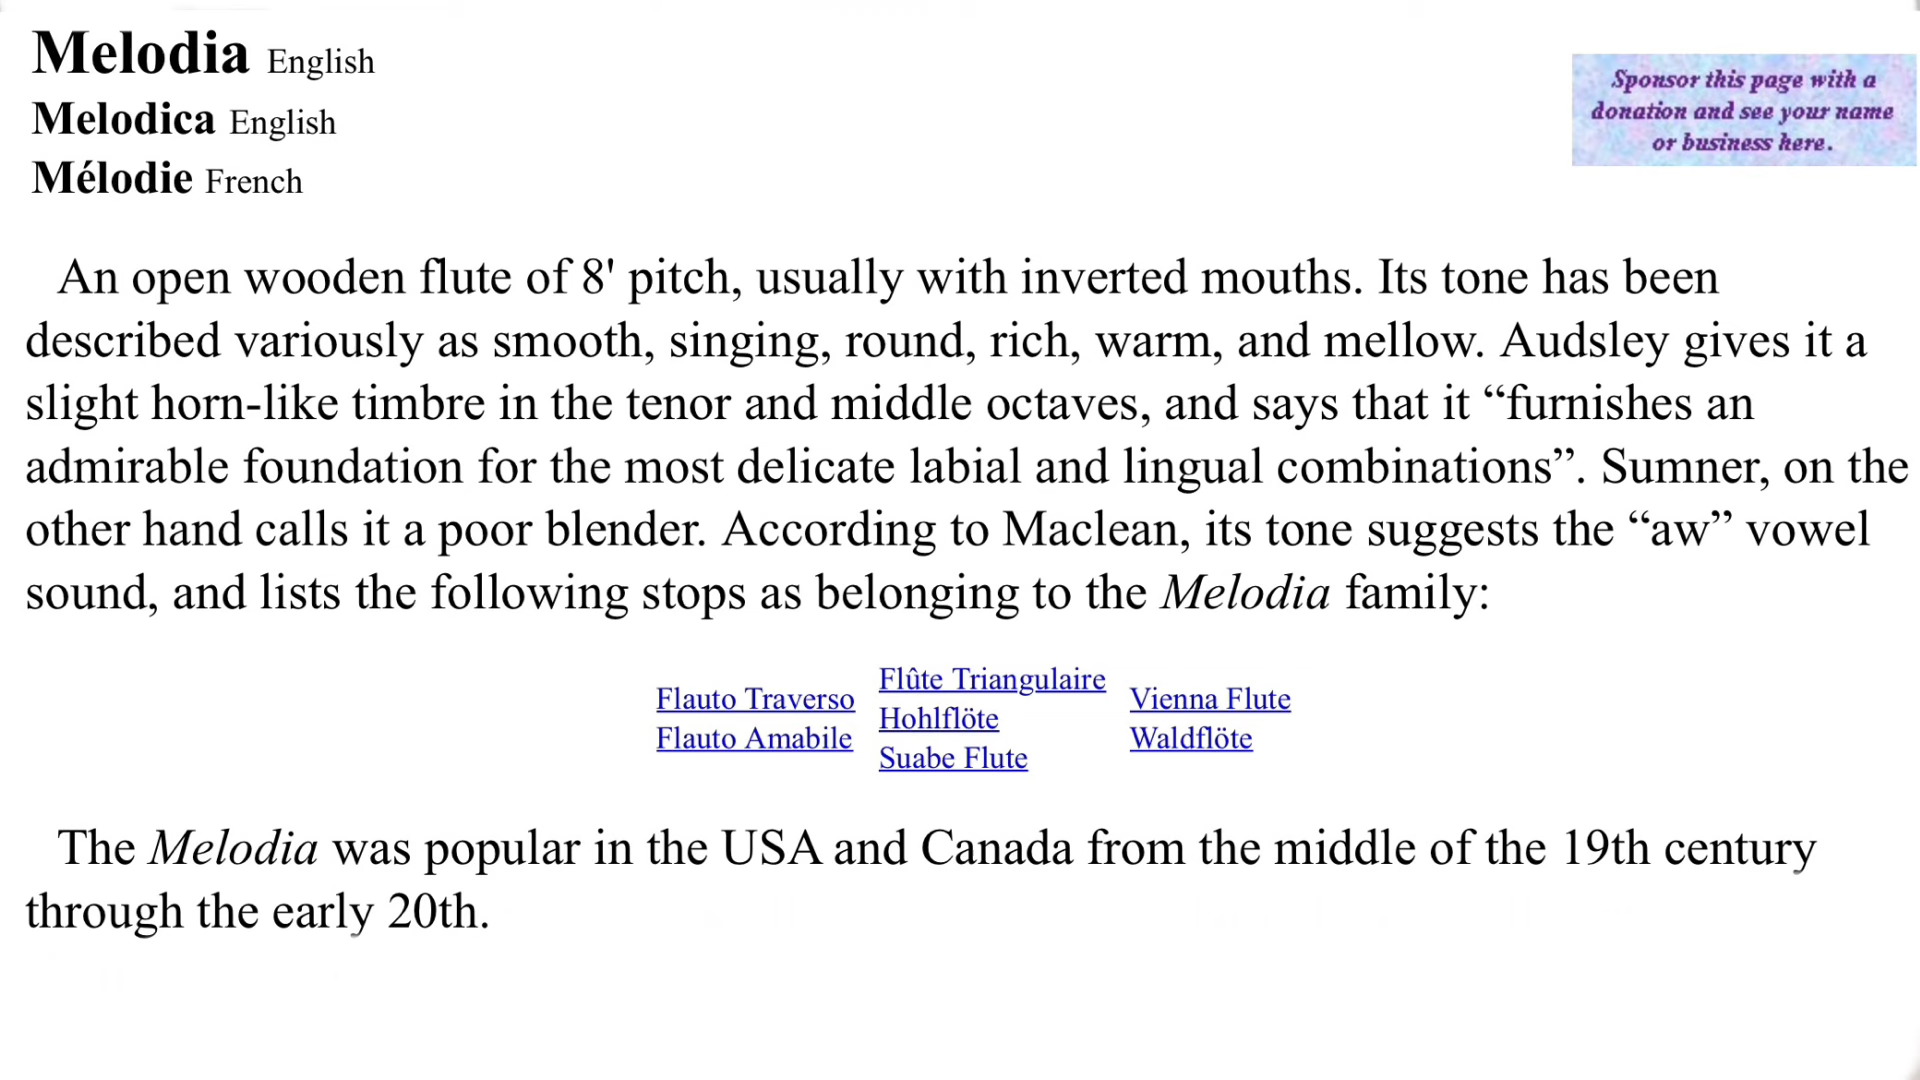 Melodia English
Melodica English
Mélodie French
Sponsor this page with a
donation and see your name
or business here.
An open wooden flute of 8' pitch, usually with inverted mouths. Its tone has been
described variously as smooth, singing, round, rich, warm, and mellow. Audsley gives it a
slight horn-like timbre in the tenor and middle octaves, and says that it “furnishes an
admirable foundation for the most delicate labial and lingual combinations”. Sumner, on the
other hand calls it a poor blender. According to Maclean, its tone suggests the “aw” vowel
sound, and lists the following stops as belonging to the Melodia family:
Flauto Traverso
Flauto Amabile
Flûte Triangulaire
Hohlflöte
Suabe Flute
Vienna Flute
Waldflöte
The Melodia was popular in the USA and Canada from the middle of the 19th century
through the early 20th.